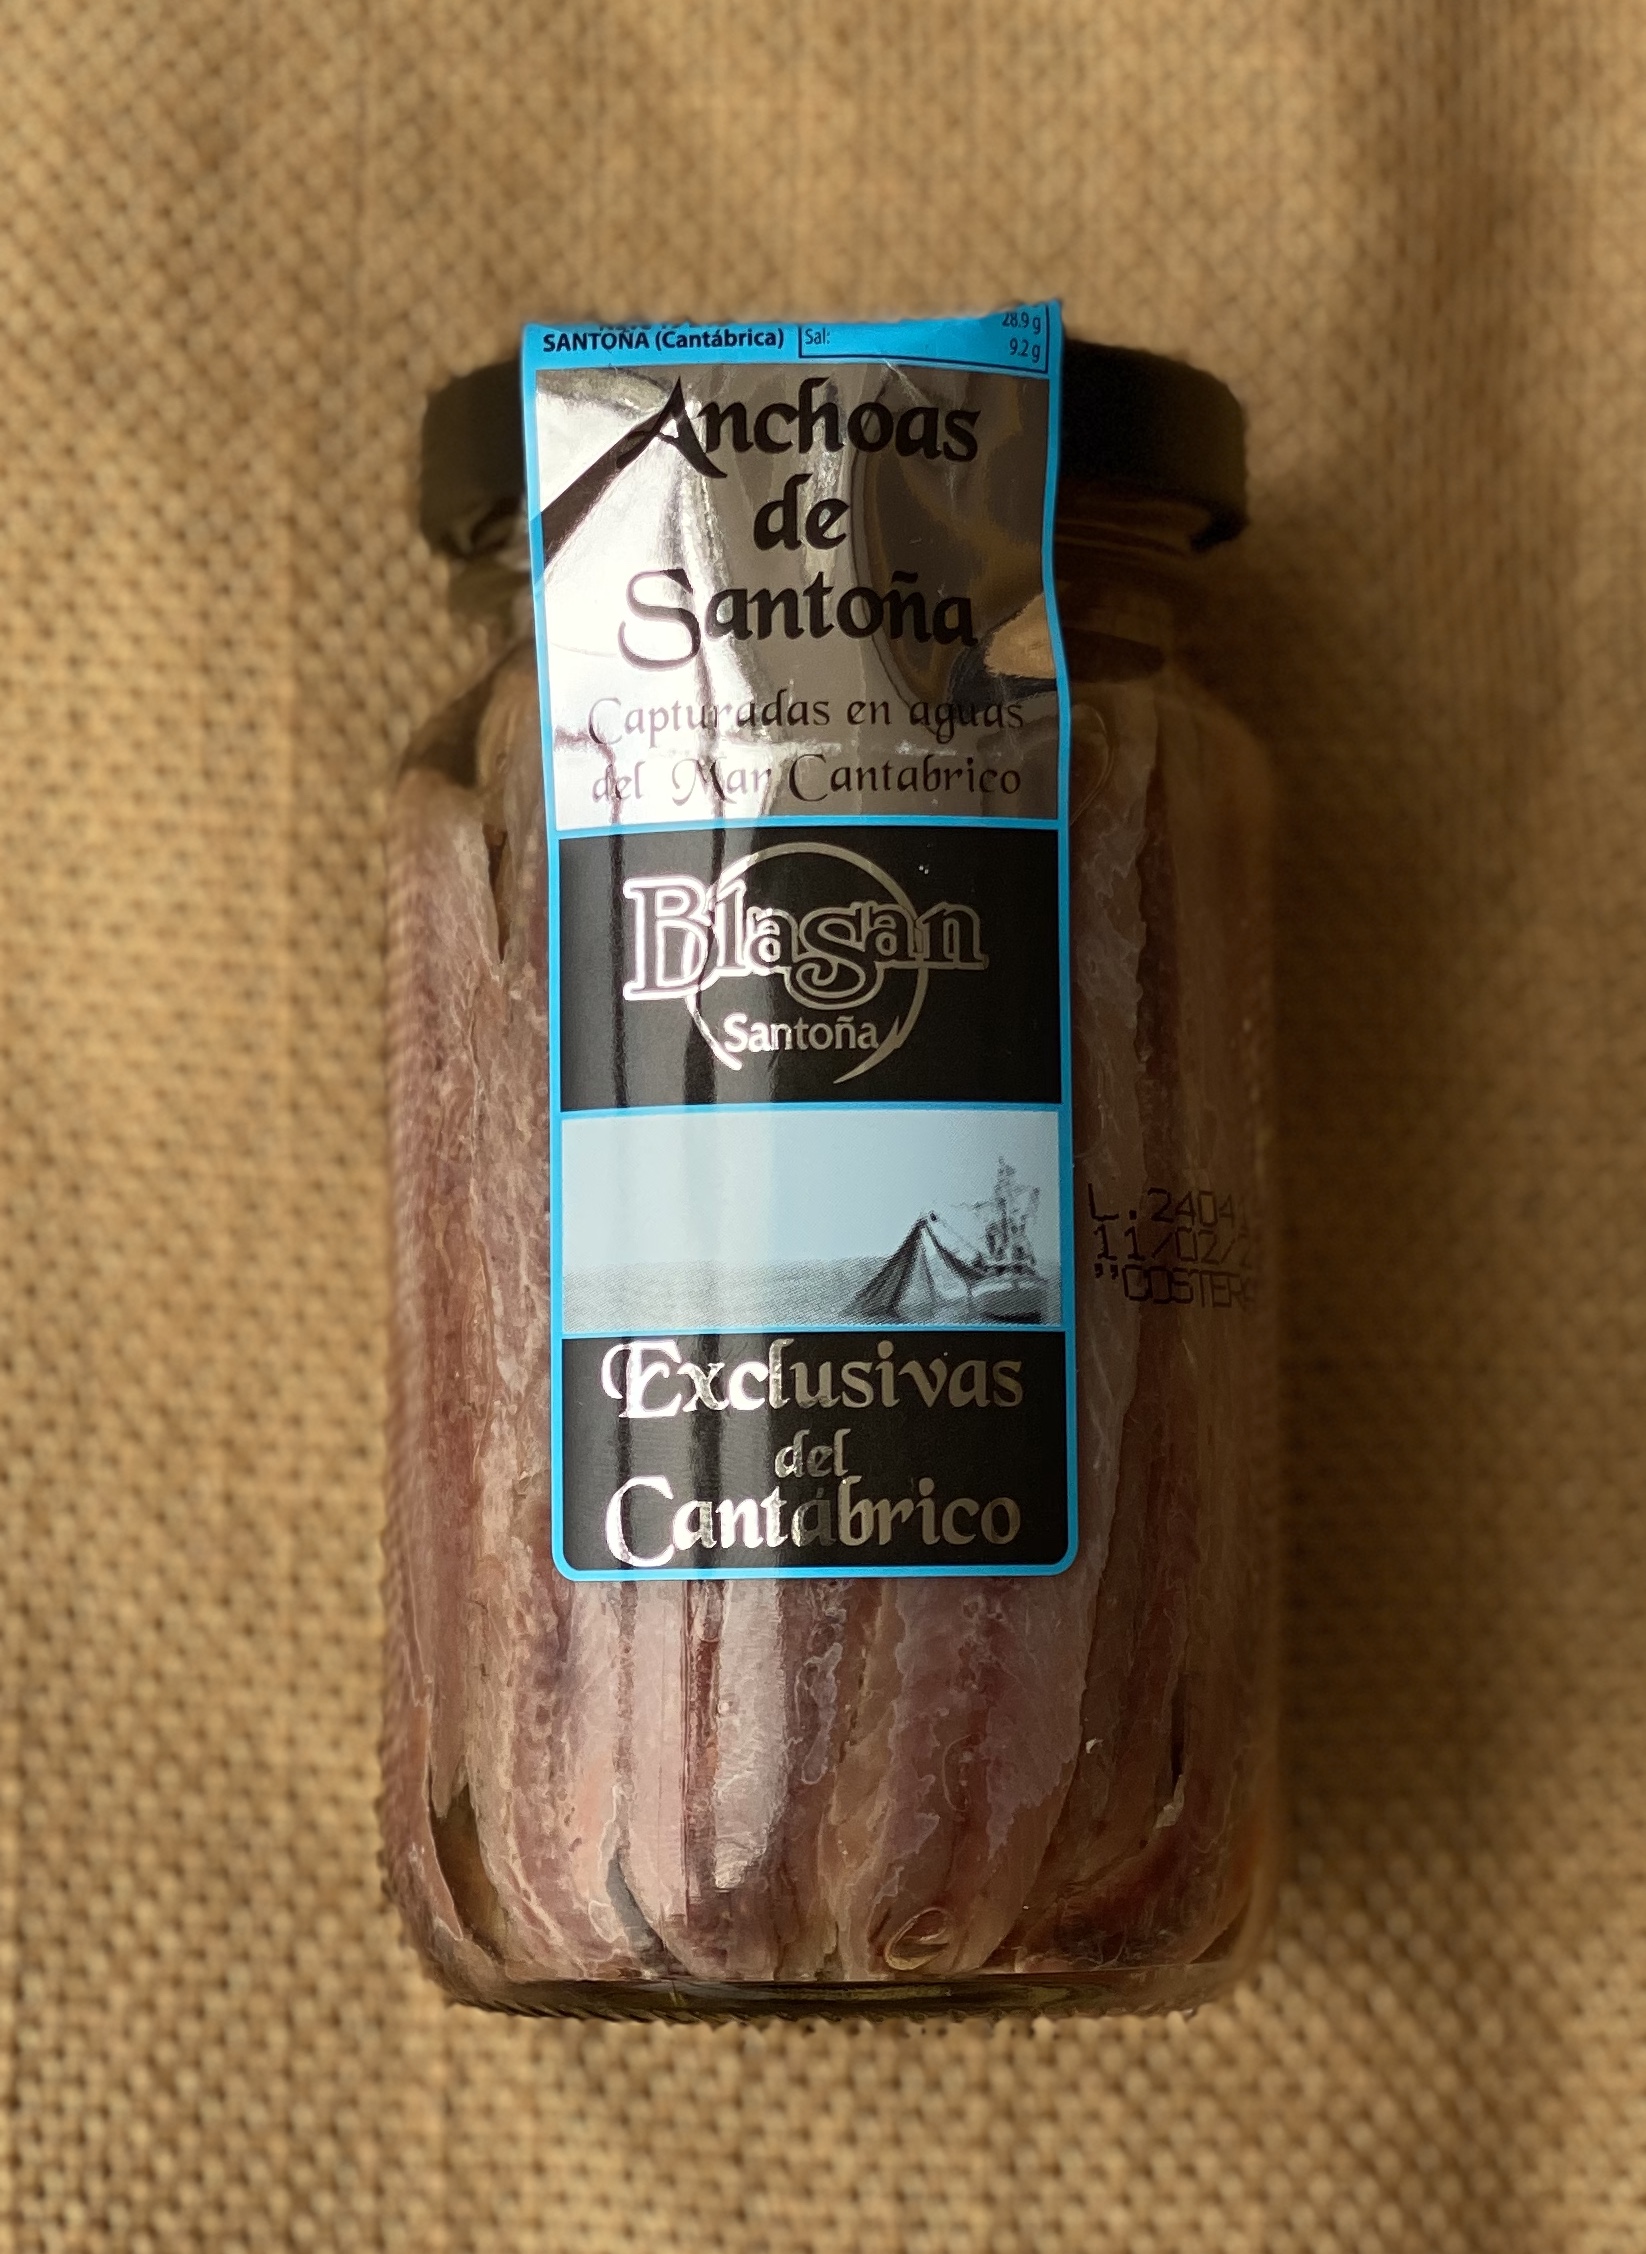 SANTOÑA (Cantábrica)
Sal:
28.9 g
9.2 g
Anchoas
de
Santoña
Capturadas en aguas
del Mar Cantabrico
Blasan
Santoña
Exclusivas
del
Cantábrico